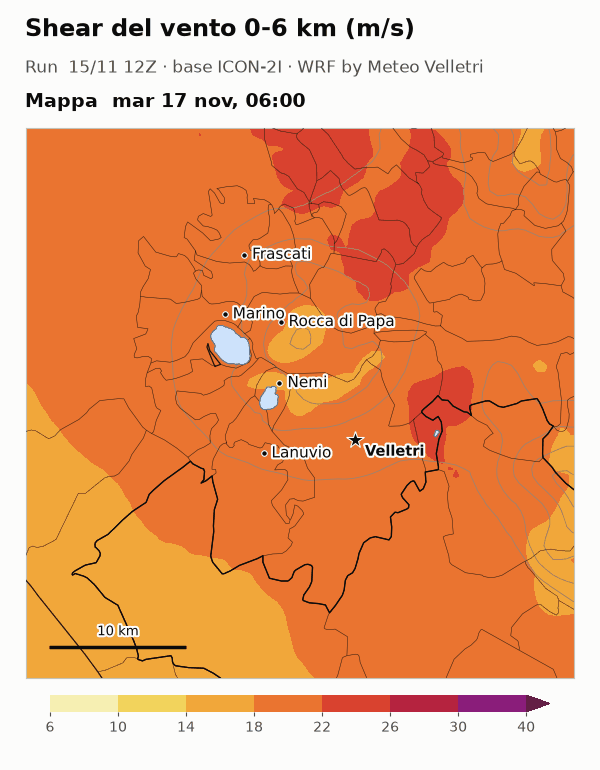 Shear del vento 0-6 km (m/s)
Run  15/11 12Z · base ICON-2I · WRF by Meteo Velletri
Mappa  mar 17 nov, 06:00
Frascati
Marino
Rocca di Papa
Nemi
Velletri
Lanuvio
10 km
6 10 14 18 22 26 30 40